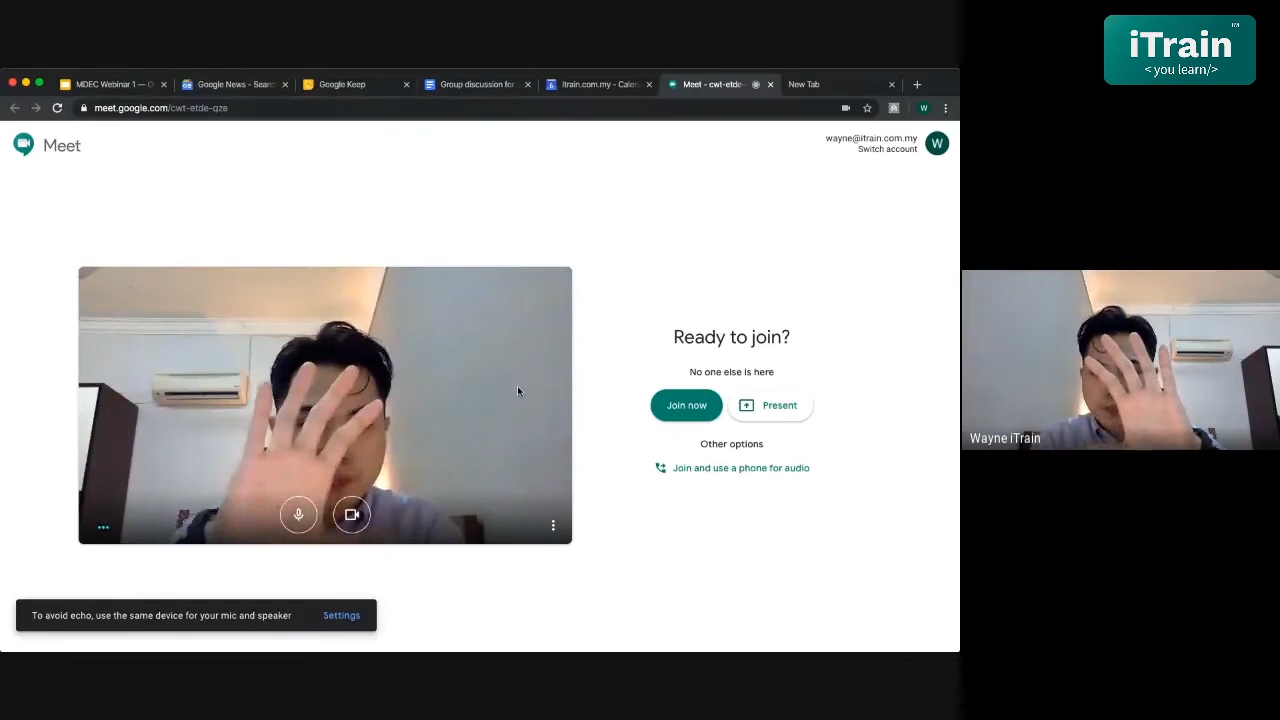 iTrain™
< you learn/>
MDEC Webinar 1 — O
Google News - Searc
Google Keep
Group discussion for
Itrain.com.my - Calen
Meet - cwt-etde-
New Tab
meet.google.com/cwt-etde-qze
W
Meet
wayne@itrain.com.my
Switch account
W
Ready to join?
No one else is here
Join now
Present
Other options
Join and use a phone for audio
Wayne iTrain
To avoid echo, use the same device for your mic and speaker
Settings